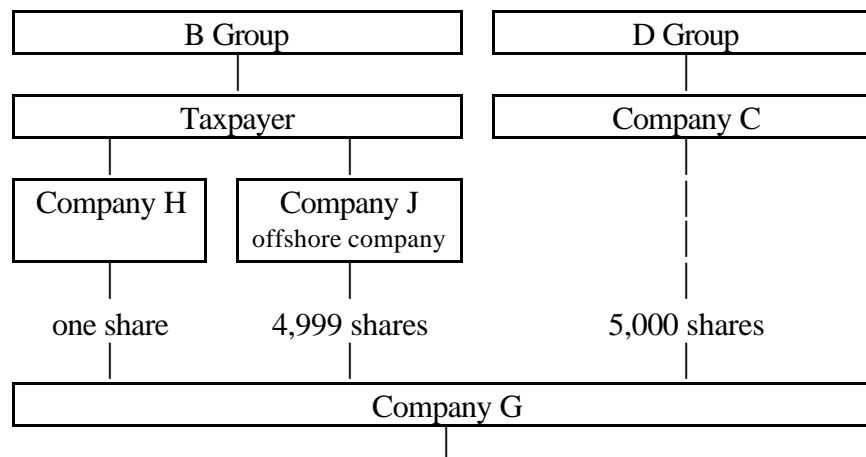 B Group
D Group
Taxpayer
Company C
Company H
Company J
offshore company
one share
4,999 shares
5,000 shares
Company G